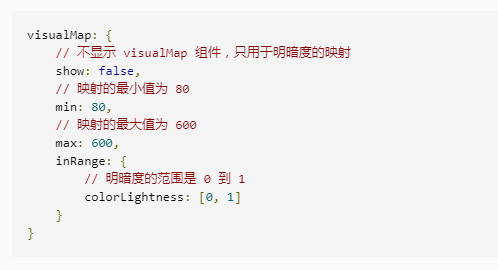 visualMap: {
    // 不显示 visualMap 组件，只用于明暗度的映射
    show: false,
    // 映射的最小值为 80
    min: 80,
    // 映射的最大值为 600
    max: 600,
    inRange: {
        // 明暗度的范围是 0 到 1
        colorLightness: [0, 1]
    }
}